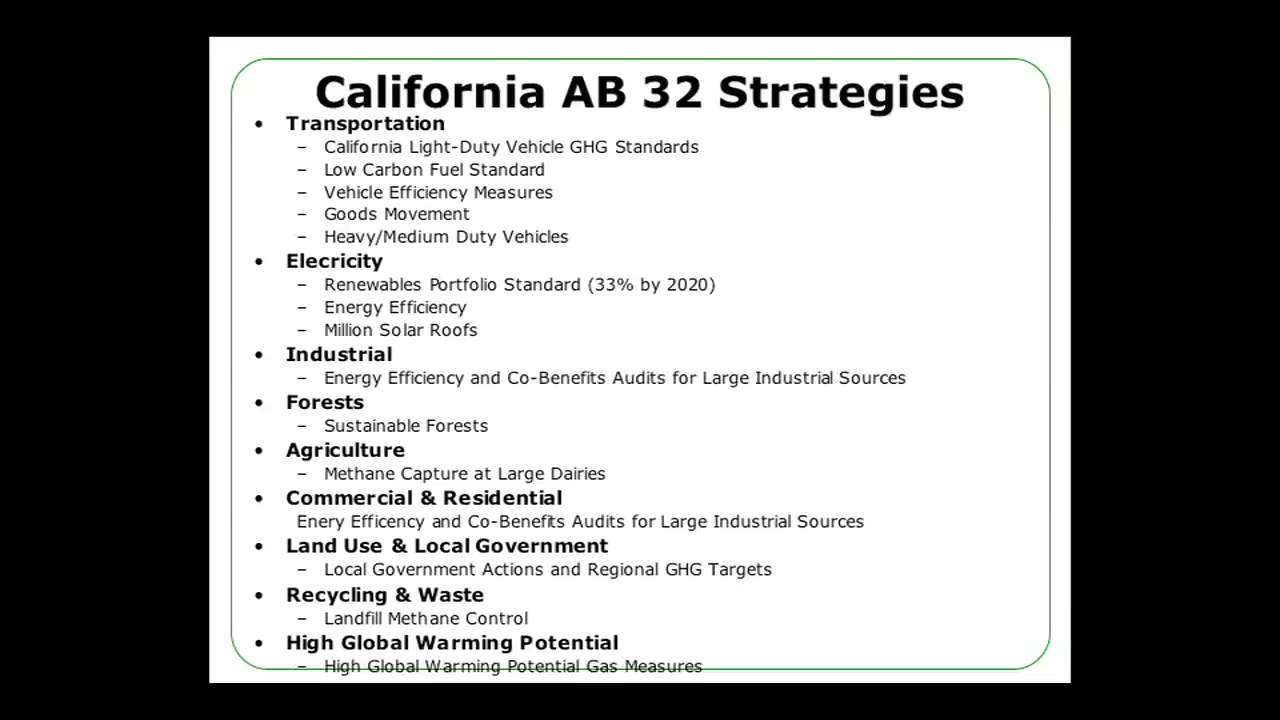 California AB 32 Strategies
• Transportation
– California Light-Duty Vehicle GHG Standards
– Low Carbon Fuel Standard
– Vehicle Efficiency Measures
– Goods Movement
– Heavy/Medium Duty Vehicles
• Elecricity
– Renewables Portfolio Standard (33% by 2020)
– Energy Efficiency
– Million Solar Roofs
• Industrial
– Energy Efficiency and Co-Benefits Audits for Large Industrial Sources
• Forests
– Sustainable Forests
• Agriculture
– Methane Capture at Large Dairies
• Commercial & Residential
Enery Efficency and Co-Benefits Audits for Large Industrial Sources
• Land Use & Local Government
– Local Government Actions and Regional GHG Targets
• Recycling & Waste
– Landfill Methane Control
• High Global Warming Potential
– High Global Warming Potential Gas Measures